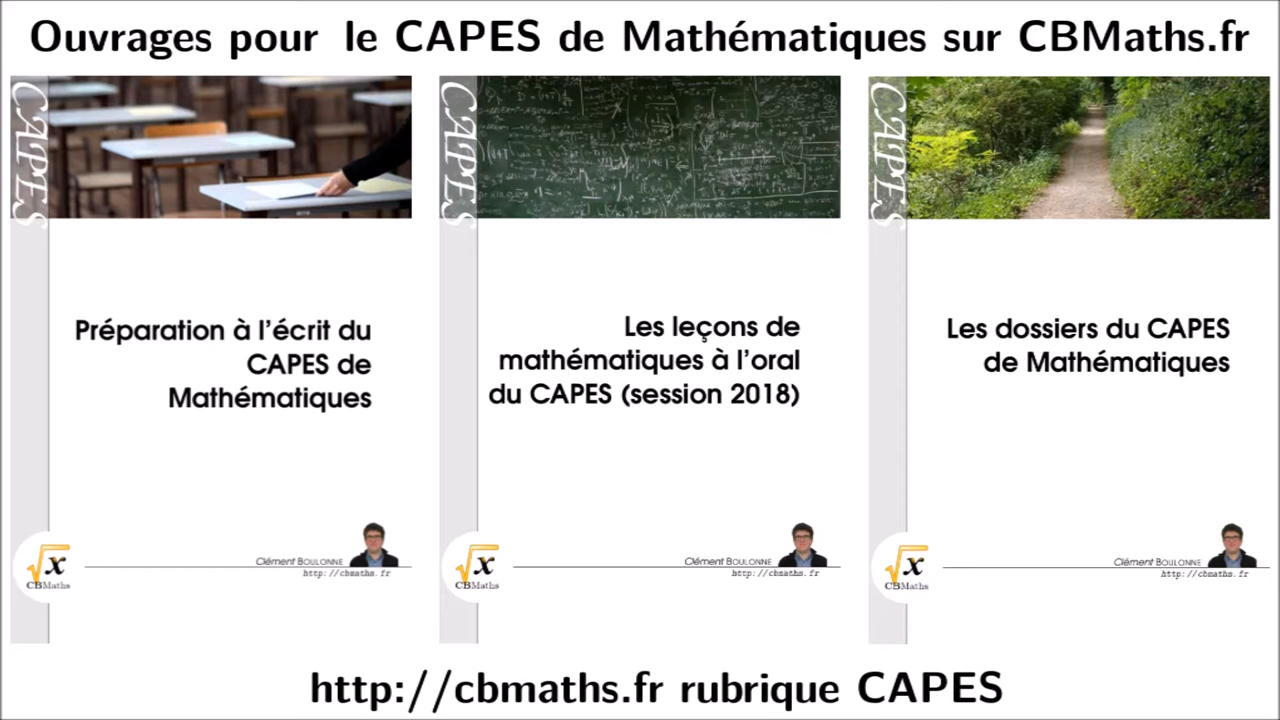 Ouvrages pour le CAPES de Mathématiques sur CBMaths.fr
CAPES
Préparation à l'écrit du
CAPES de
Mathématiques
√x
CBMaths
Clément BOULONNE
http://cbmaths.fr
CAPES
Les leçons de
mathématiques à l'oral
du CAPES (session 2018)
√x
CBMaths
Clément BOULONNE
http://cbmaths.fr
CAPES
Les dossiers du CAPES
de Mathématiques
√x
CBMaths
Clément BOULONNE
http://cbmaths.fr
http://cbmaths.fr rubrique CAPES